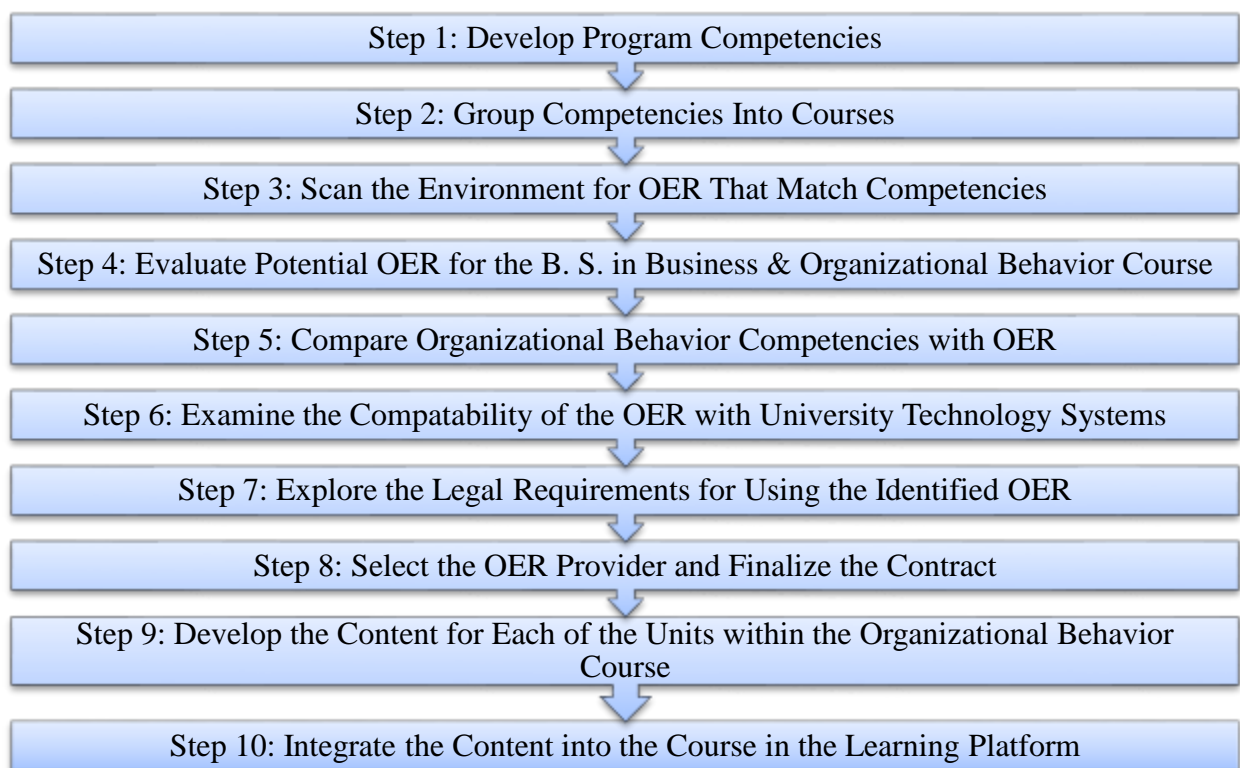 Step 1: Develop Program Competencies
Step 2: Group Competencies Into Courses
Step 3: Scan the Environment for OER That Match Competencies
Step 4: Evaluate Potential OER for the B. S. in Business & Organizational Behavior Course
Step 5: Compare Organizational Behavior Competencies with OER
Step 6: Examine the Compatability of the OER with University Technology Systems
Step 7: Explore the Legal Requirements for Using the Identified OER
Step 8: Select the OER Provider and Finalize the Contract
Step 9: Develop the Content for Each of the Units within the Organizational Behavior
Course
Step 10: Integrate the Content into the Course in the Learning Platform